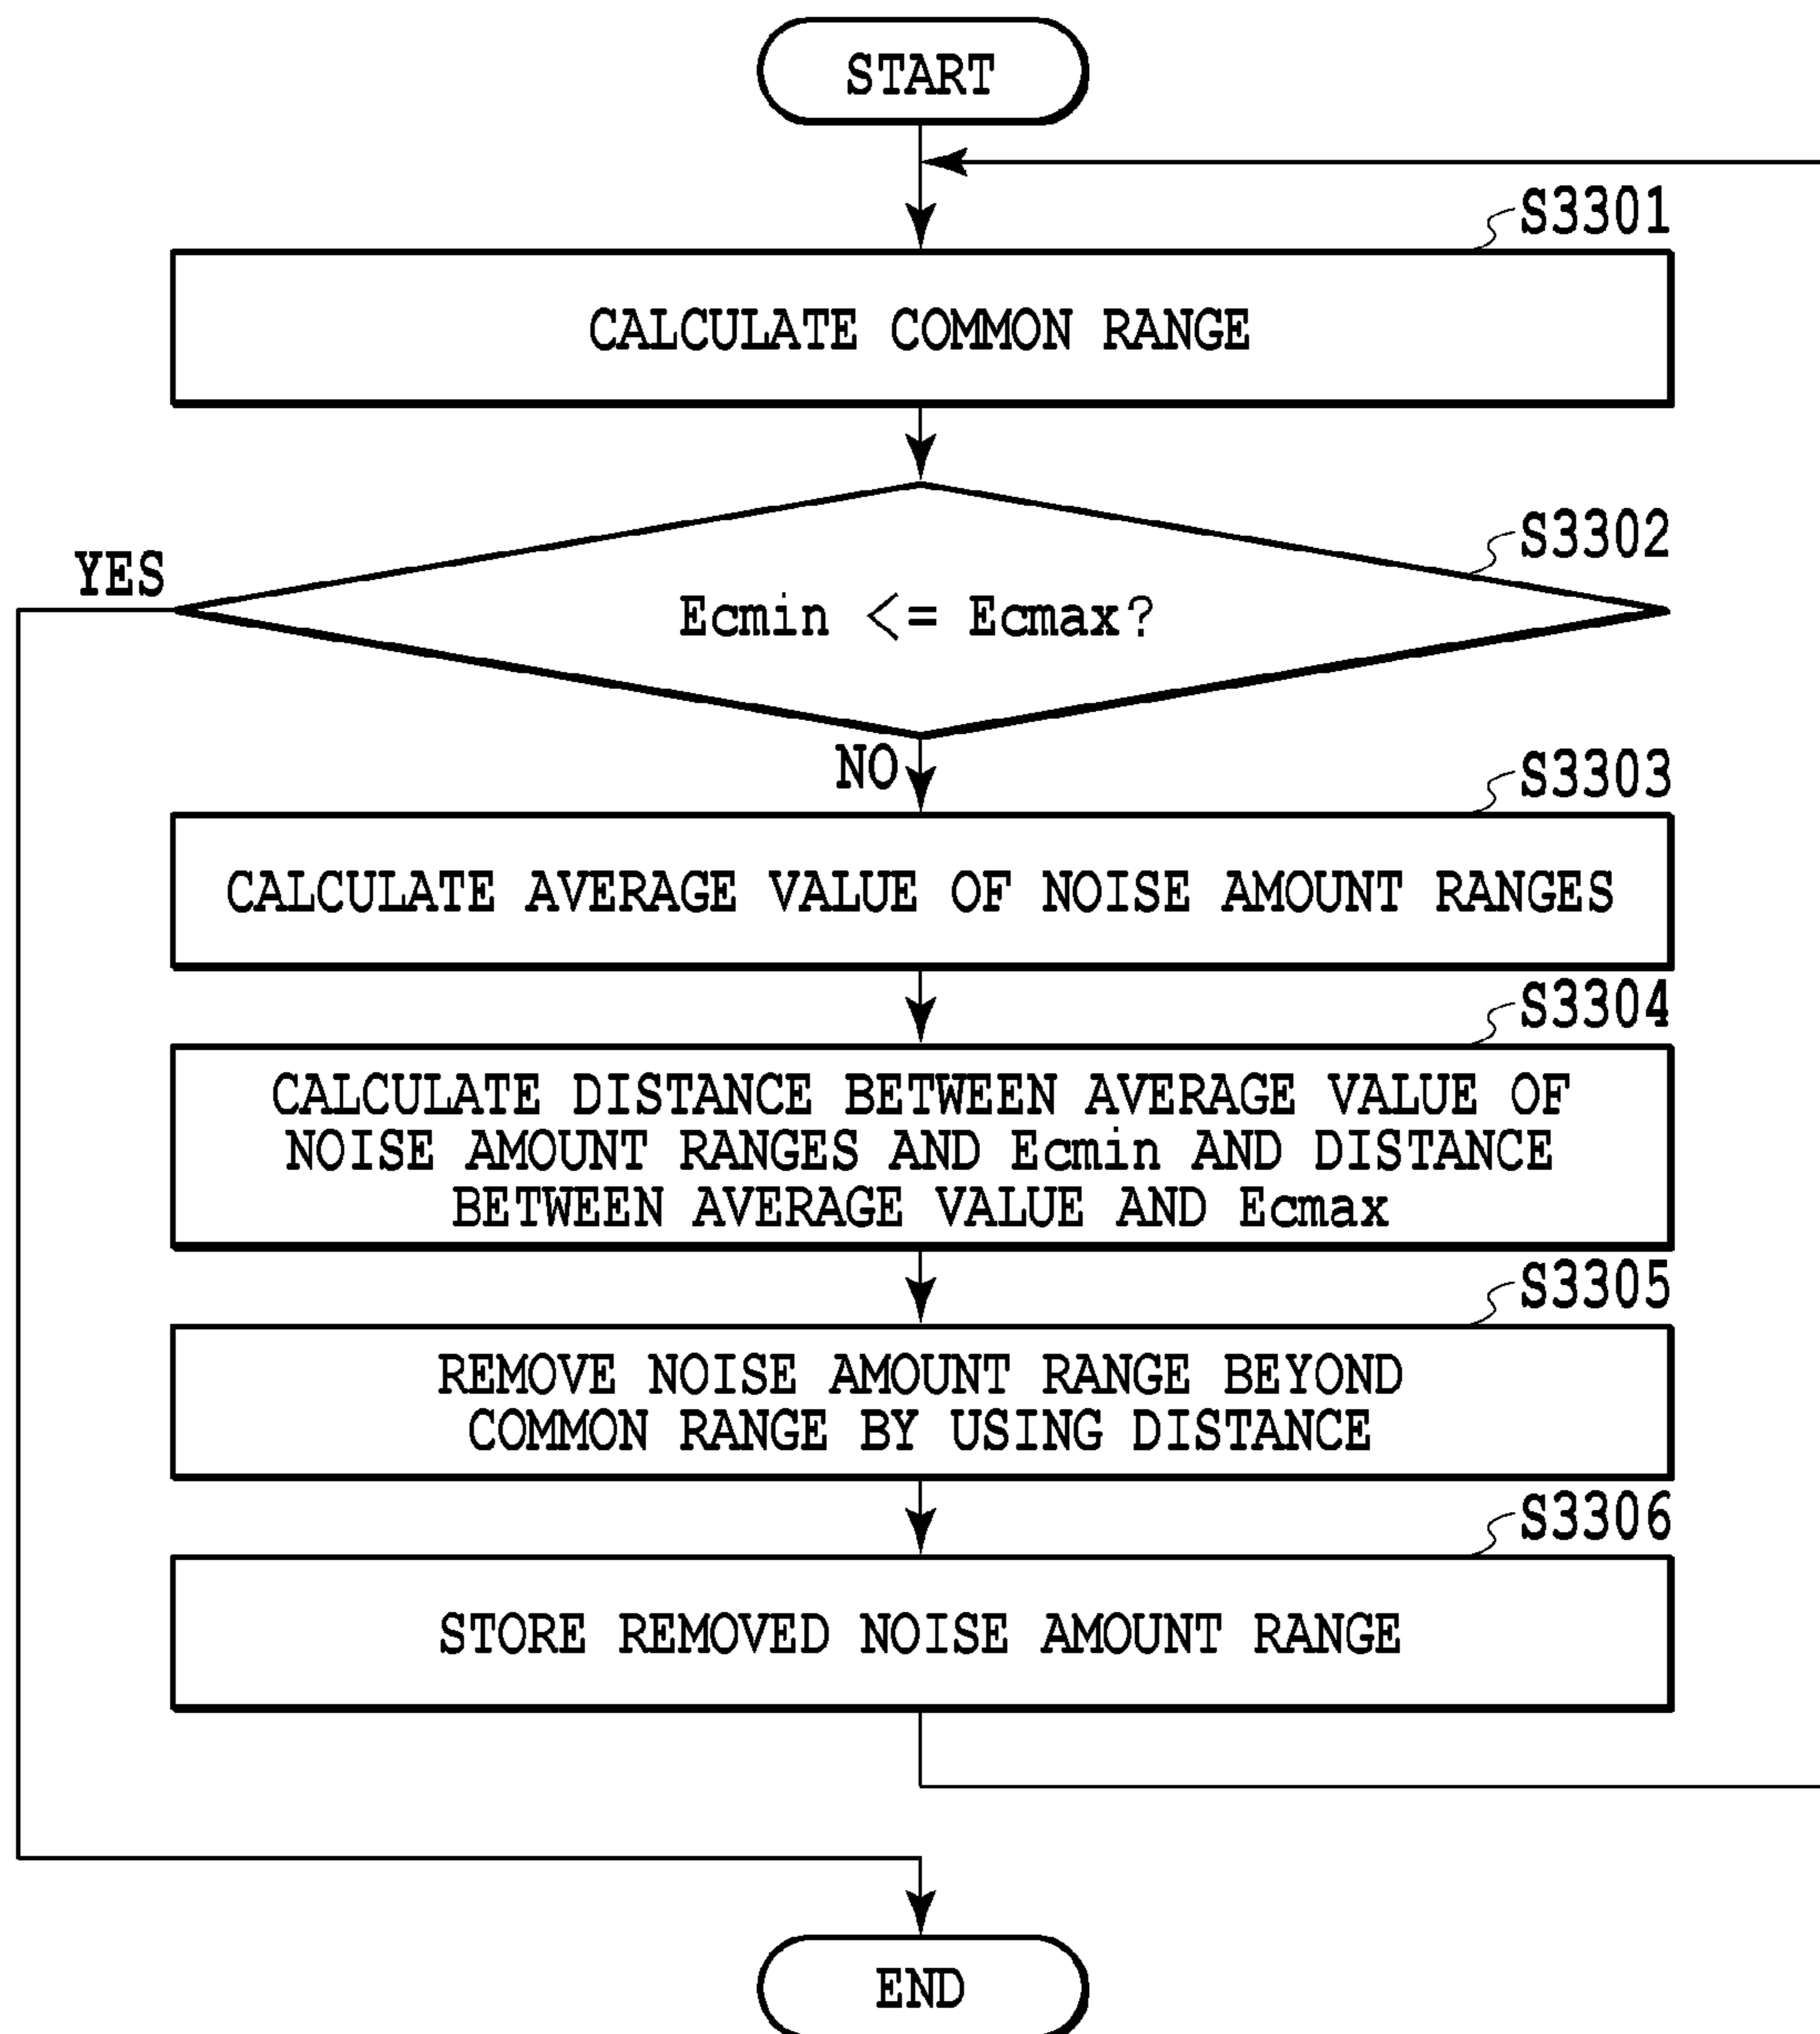 START
S3301
CALCULATE COMMON RANGE
S3302
YES
Ecmin <= Ecmax?
NO
S3303
CALCULATE AVERAGE VALUE OF NOISE AMOUNT RANGES
S3304
CALCULATE DISTANCE BETWEEN AVERAGE VALUE OF
NOISE AMOUNT RANGES AND Ecmin AND DISTANCE
BETWEEN AVERAGE VALUE AND Ecmax
S3305
REMOVE NOISE AMOUNT RANGE BEYOND
COMMON RANGE BY USING DISTANCE
S3306
STORE REMOVED NOISE AMOUNT RANGE
END